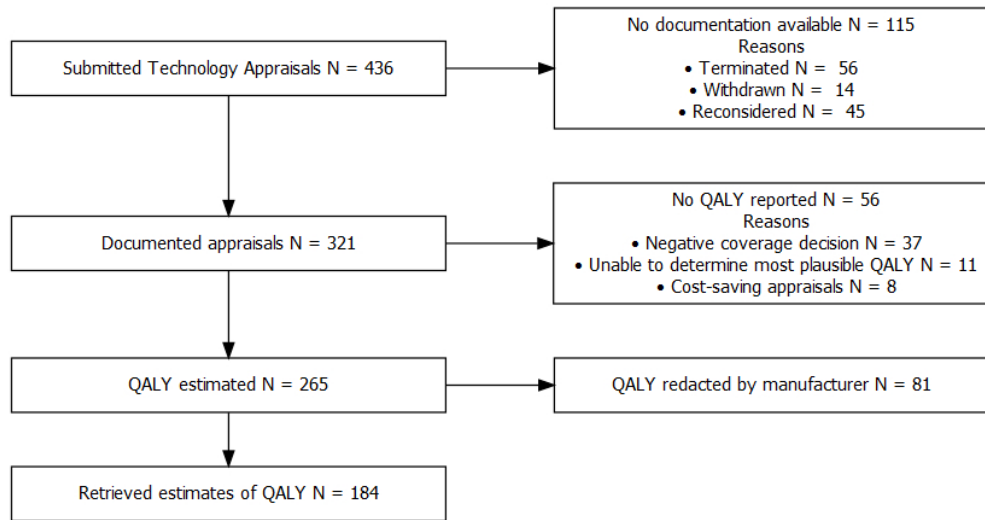 Submitted Technology Appraisals N = 436
No documentation available N = 115
Reasons
• Terminated N =  56
• Withdrawn N =  14
• Reconsidered N =  45
Documented appraisals N = 321
No QALY reported N = 56
Reasons
• Negative coverage decision N = 37
• Unable to determine most plausible QALY N = 11
• Cost-saving appraisals N = 8
QALY estimated N = 265
QALY redacted by manufacturer N = 81
Retrieved estimates of QALY N = 184